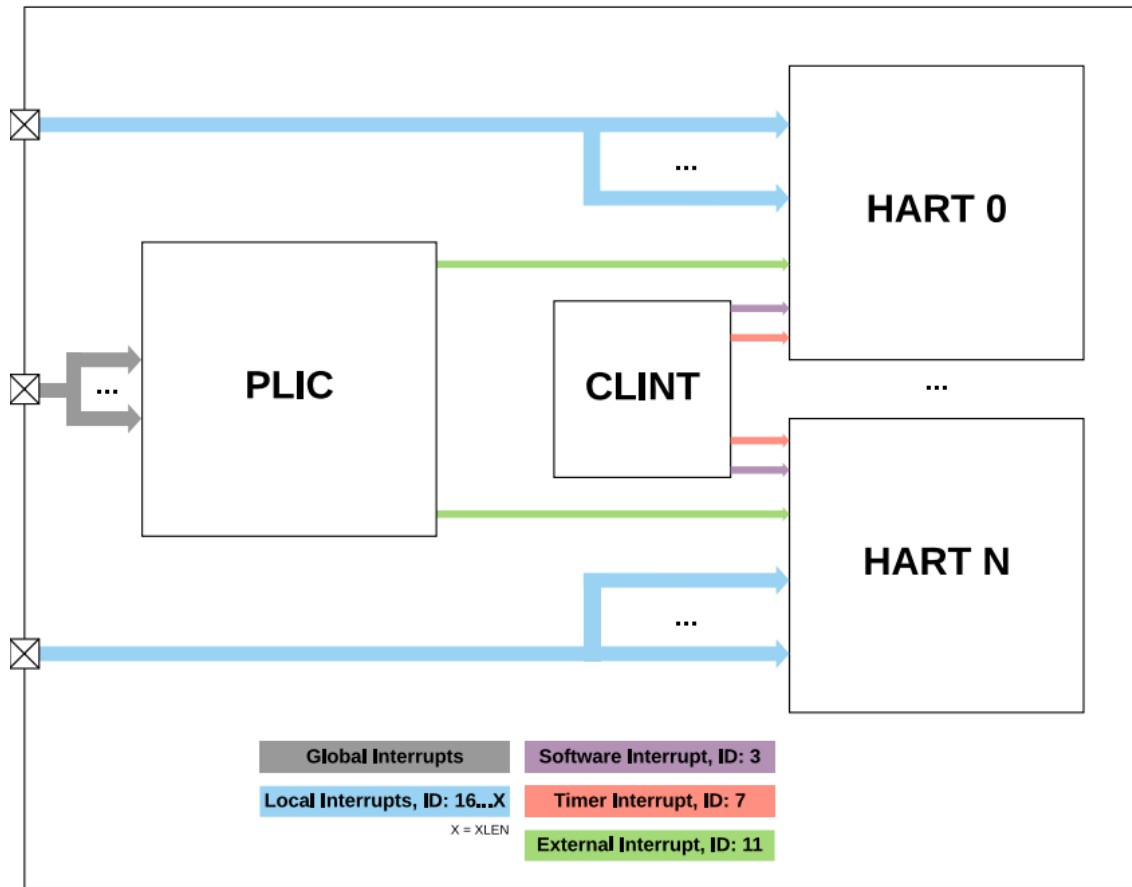 ...
HART 0
PLIC
...
CLINT
...
HART N
...
Global Interrupts
Software Interrupt, ID: 3
Local Interrupts, ID: 16...X
Timer Interrupt, ID: 7
X = XLEN
External Interrupt, ID: 11